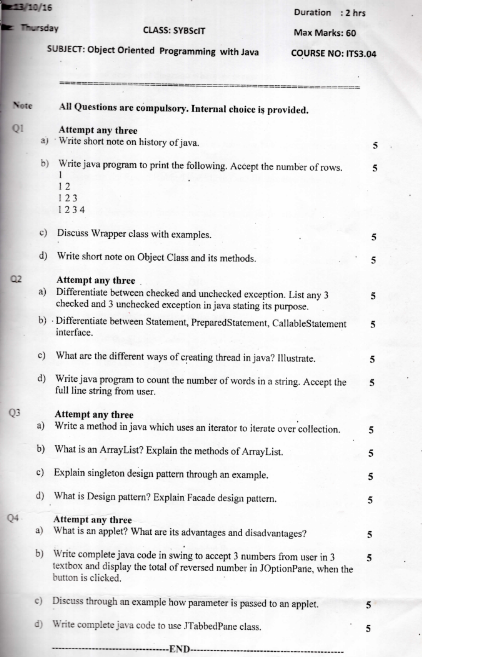 13/10/16
Duration : 2 hrs
Thursday
CLASS: SYBScIT
Max Marks: 60
SUBJECT: Object Oriented Programming with Java
COURSE NO: ITS3.04
Note All Questions are compulsory. Internal choice is provided.
Q1 Attempt any three
a) Write short note on history of java. 5
b) Write java program to print the following. Accept the number of rows. 5
1
1 2
1 2 3
1 2 3 4
c) Discuss Wrapper class with examples. 5
d) Write short note on Object Class and its methods. 5
Q2 Attempt any three
a) Differentiate between checked and unchecked exception. List any 3 5
checked and 3 unchecked exception in java stating its purpose.
b) Differentiate between Statement, PreparedStatement, CallableStatement 5
interface.
c) What are the different ways of creating thread in java? Illustrate. 5
d) Write java program to count the number of words in a string. Accept the 5
full line string from user.
Q3 Attempt any three
a) Write a method in java which uses an iterator to iterate over collection. 5
b) What is an ArrayList? Explain the methods of ArrayList. 5
c) Explain singleton design pattern through an example. 5
d) What is Design pattern? Explain Facade design pattern. 5
Q4 Attempt any three
a) What is an applet? What are its advantages and disadvantages? 5
b) Write complete java code in swing to accept 3 numbers from user in 3 5
textbox and display the total of reversed number in JOptionPane, when the
button is clicked.
c) Discuss through an example how parameter is passed to an applet. 5
d) Write complete java code to use JTabbedPane class. 5
---------------------------------END-------------------------------------------